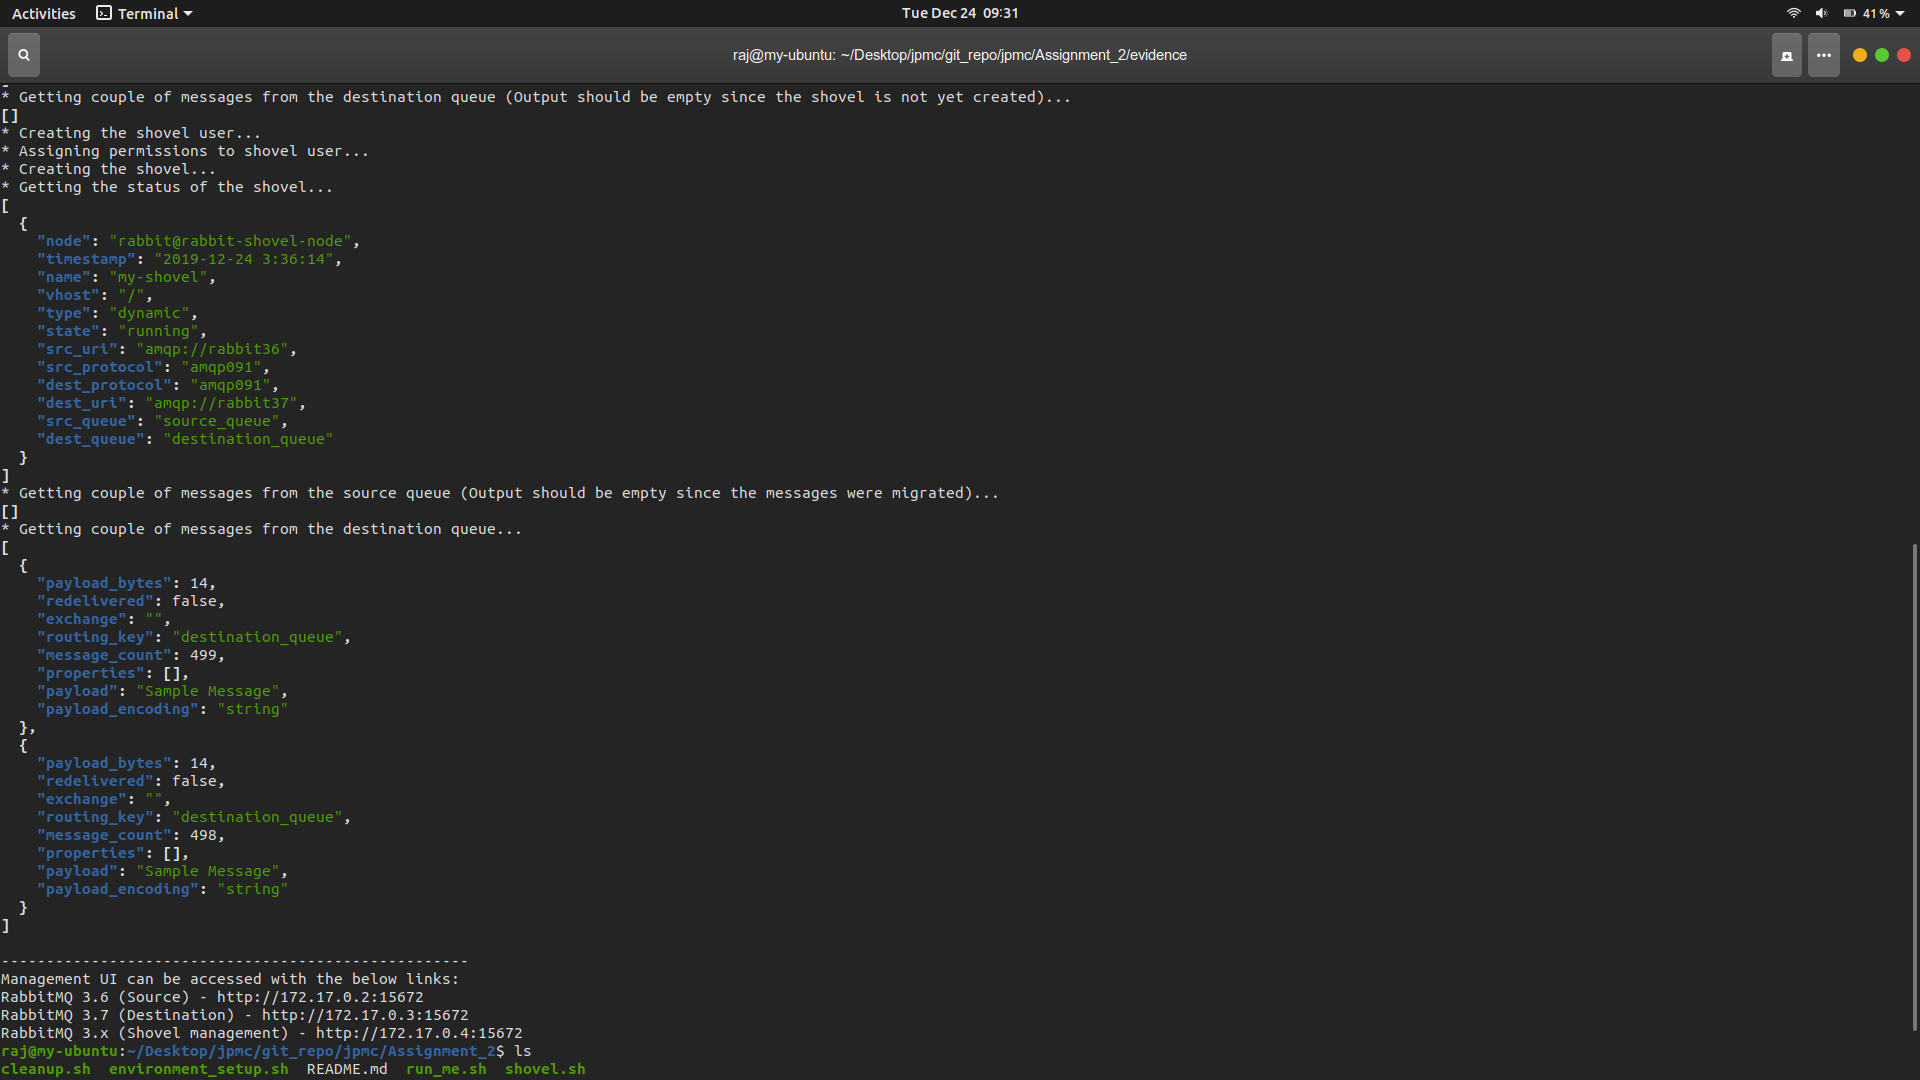 Activities Terminal Tue Dec 24 09:31 41%
raj@my-ubuntu: ~/Desktop/jpmc/git_repo/jpmc/Assignment_2/evidence
* Getting couple of messages from the destination queue (Output should be empty since the shovel is not yet created)...
[]
* Creating the shovel user...
* Assigning permissions to shovel user...
* Creating the shovel...
* Getting the status of the shovel...
[
  {
    "node": "rabbit@rabbit-shovel-node",
    "timestamp": "2019-12-24 3:36:14",
    "name": "my-shovel",
    "vhost": "/",
    "type": "dynamic",
    "state": "running",
    "src_uri": "amqp://rabbit36",
    "src_protocol": "amqp091",
    "dest_protocol": "amqp091",
    "dest_uri": "amqp://rabbit37",
    "src_queue": "source_queue",
    "dest_queue": "destination_queue"
  }
]
* Getting couple of messages from the source queue (Output should be empty since the messages were migrated)...
[]
* Getting couple of messages from the destination queue...
[
  {
    "payload_bytes": 14,
    "redelivered": false,
    "exchange": "",
    "routing_key": "destination_queue",
    "message_count": 499,
    "properties": [],
    "payload": "Sample Message",
    "payload_encoding": "string"
  },
  {
    "payload_bytes": 14,
    "redelivered": false,
    "exchange": "",
    "routing_key": "destination_queue",
    "message_count": 498,
    "properties": [],
    "payload": "Sample Message",
    "payload_encoding": "string"
  }
]
----------------------------------------------------
Management UI can be accessed with the below links:
RabbitMQ 3.6 (Source) - http://172.17.0.2:15672
RabbitMQ 3.7 (Destination) - http://172.17.0.3:15672
RabbitMQ 3.x (Shovel management) - http://172.17.0.4:15672
raj@my-ubuntu:~/Desktop/jpmc/git_repo/jpmc/Assignment_2$ ls
cleanup.sh  environment_setup.sh  README.md  run_me.sh  shovel.sh